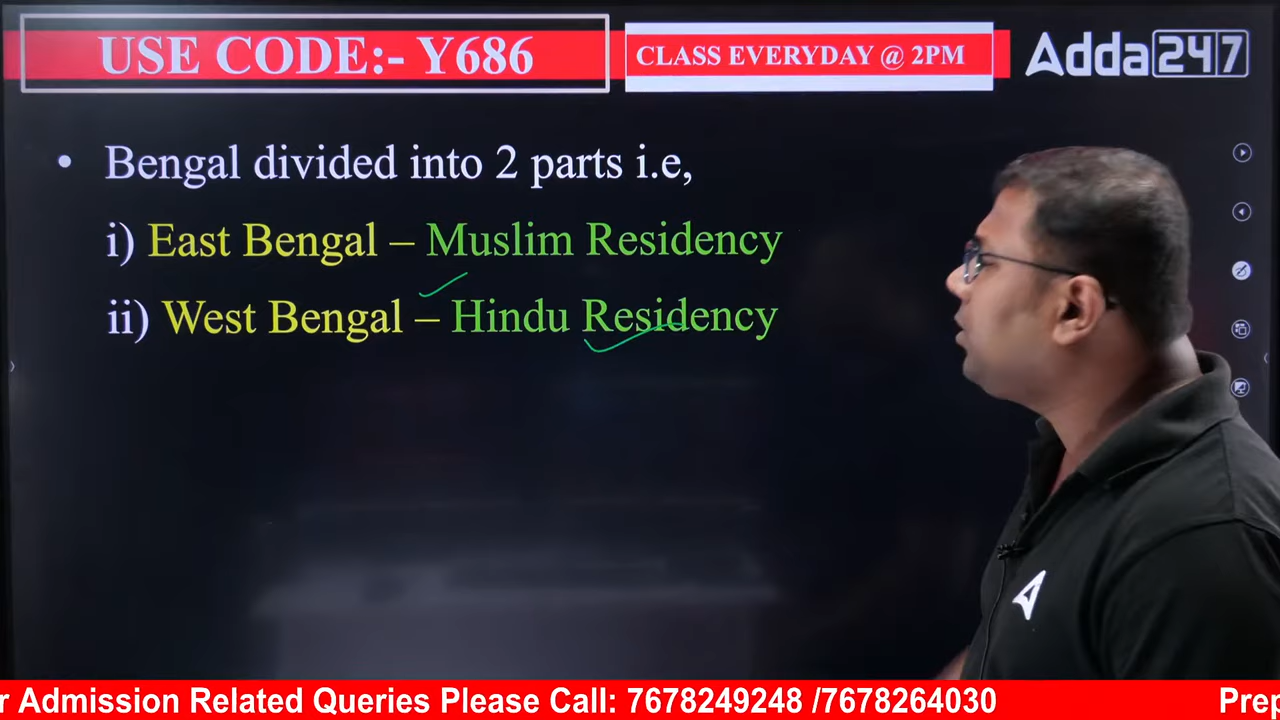 USE CODE:- Y686
CLASS EVERYDAY @ 2PM
Adda247
• Bengal divided into 2 parts i.e,
i) East Bengal – Muslim Residency
ii) West Bengal – Hindu Residency
r Admission Related Queries Please Call: 7678249248 /7678264030
Prep